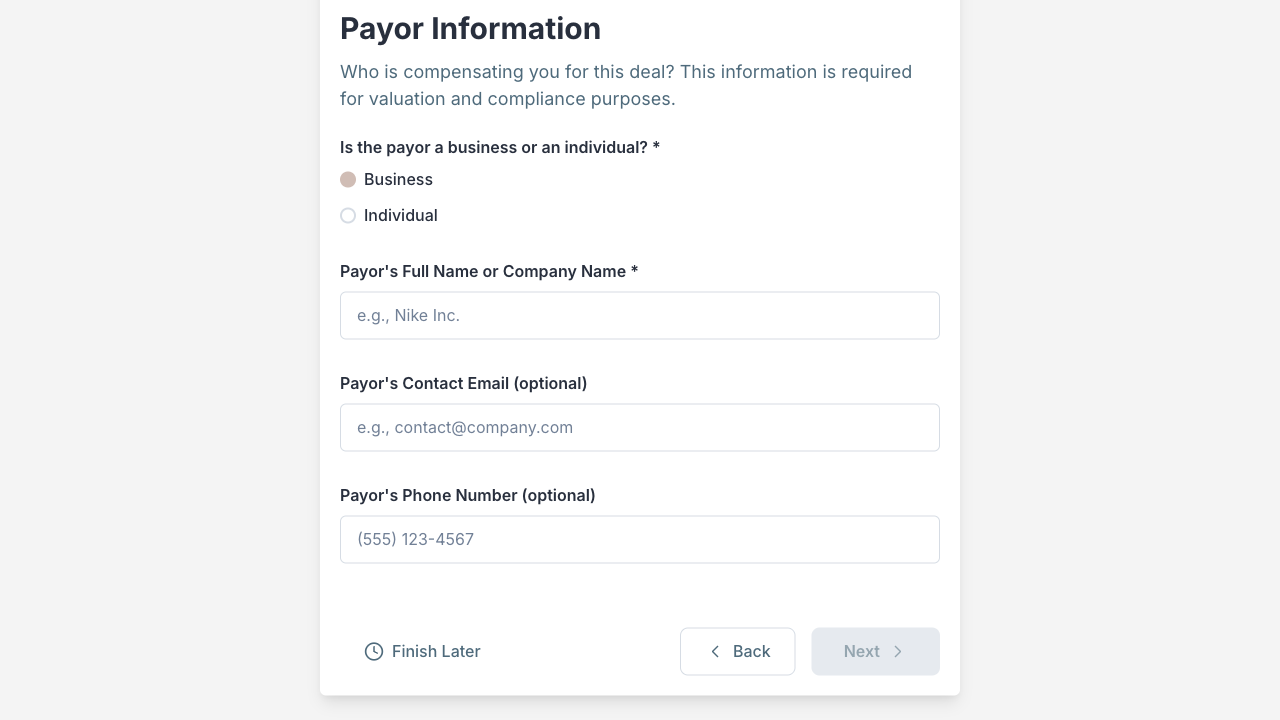 Payor Information
Who is compensating you for this deal? This information is required
for valuation and compliance purposes.
Is the payor a business or an individual? *
Business
Individual
Payor's Full Name or Company Name *
e.g., Nike Inc.
Payor's Contact Email (optional)
e.g., contact@company.com
Payor's Phone Number (optional)
(555) 123-4567
Finish Later
Back
Next